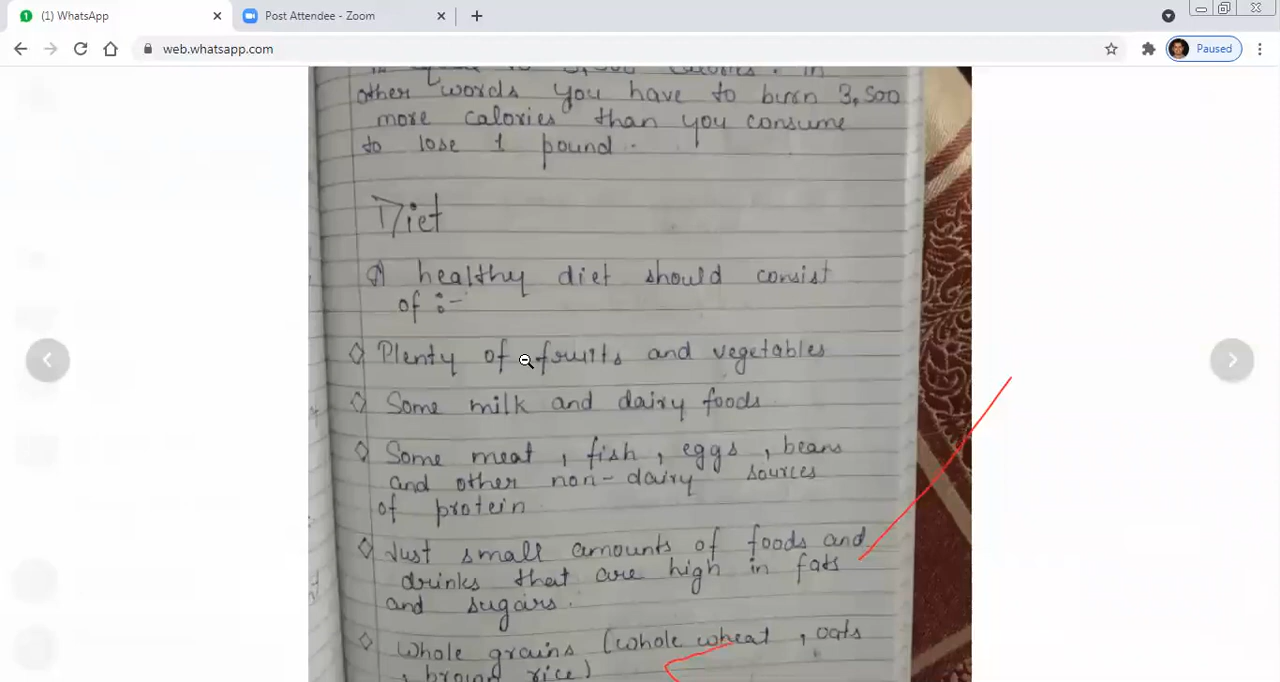 (1) WhatsApp
Post Attendee - Zoom
web.whatsapp.com
Paused
other words you have to burn 3,500
more calories than you consume
to lose 1 pound.
Diet
A healthy diet should consist
of :-
Plenty of fruits and vegetables
Some milk and dairy foods
Some meat, fish, eggs, beans
and other non-dairy sources
of protein
Just small amounts of foods and
drinks that are high in fats
and sugars.
Whole grains (whole wheat, oats
, brown rice)